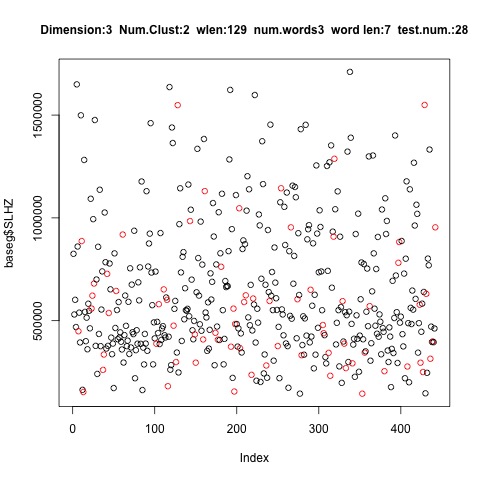 Dimension:3 Num.Clust:2 wlen:129 num.words3 word len:7 test.num.:28
1500000
1000000
500000
baseg$SLHZ
0 100 200 300 400
Index